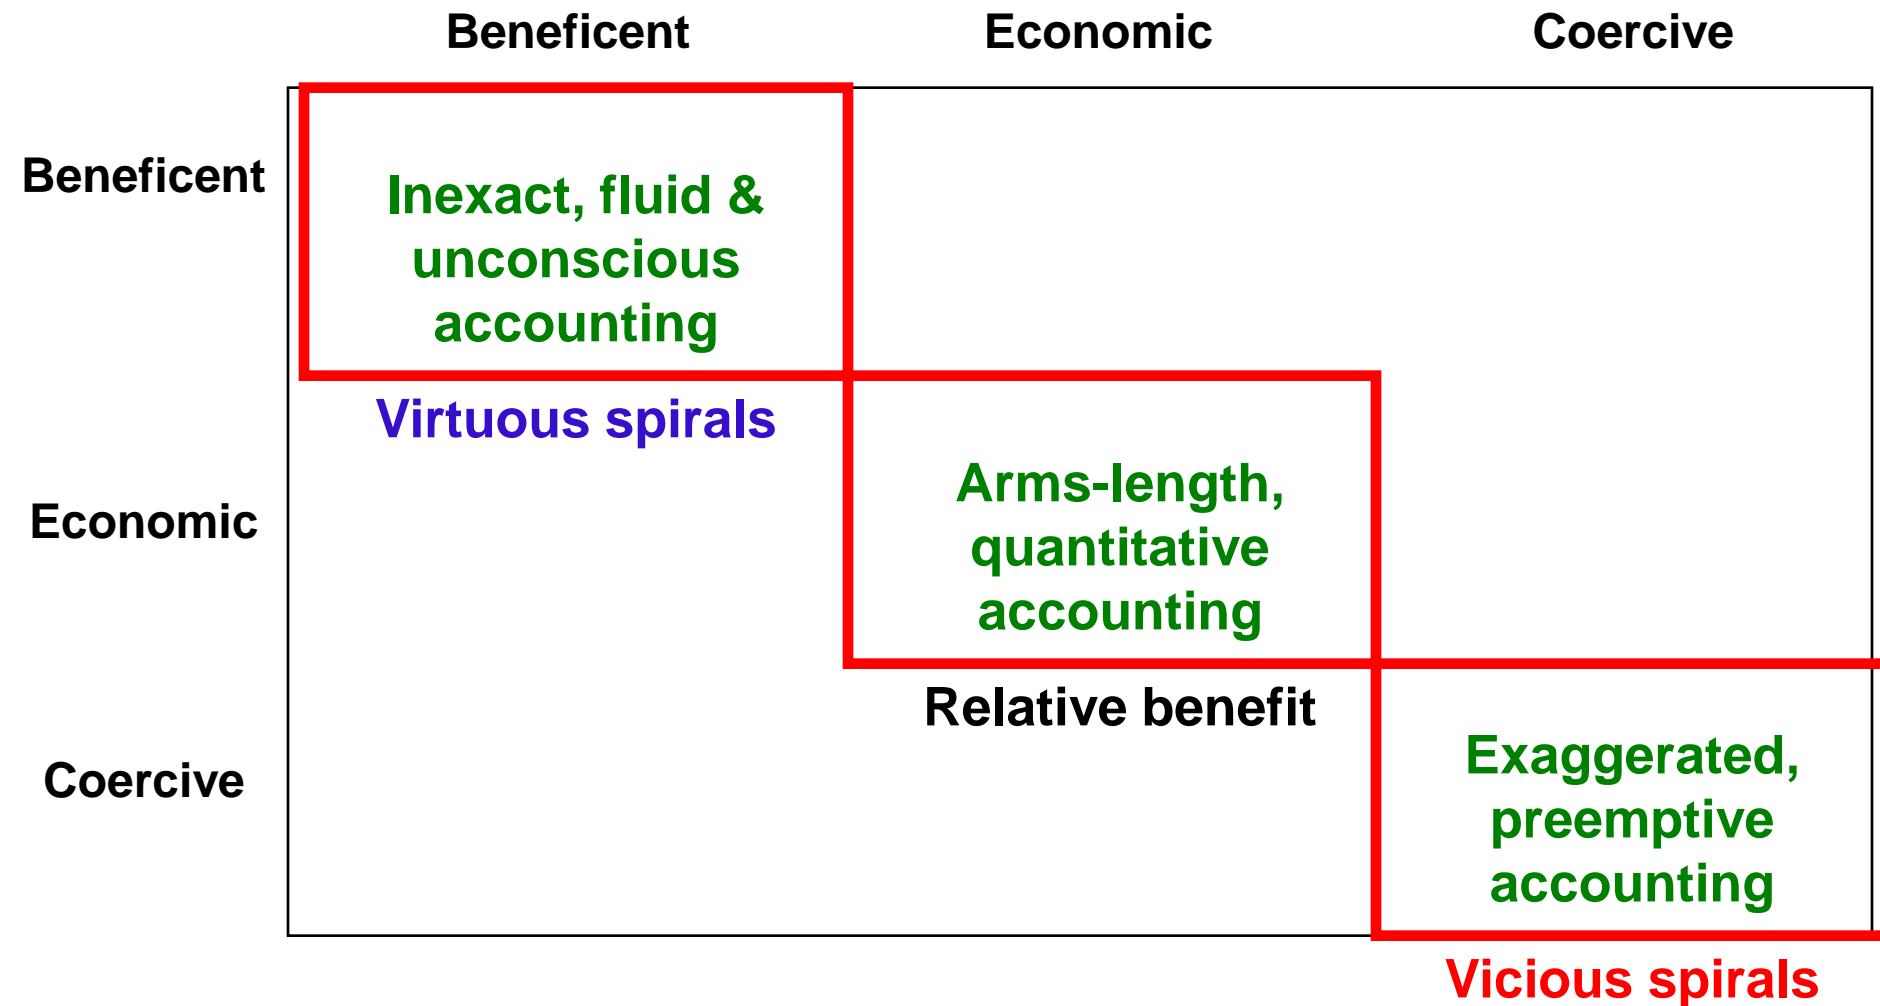 Beneficent Economic Coercive
Beneficent
Inexact, fluid &
unconscious
accounting
Virtuous spirals
Economic
Arms-length,
quantitative
accounting
Relative benefit
Coercive
Exaggerated,
preemptive
accounting
Vicious spirals